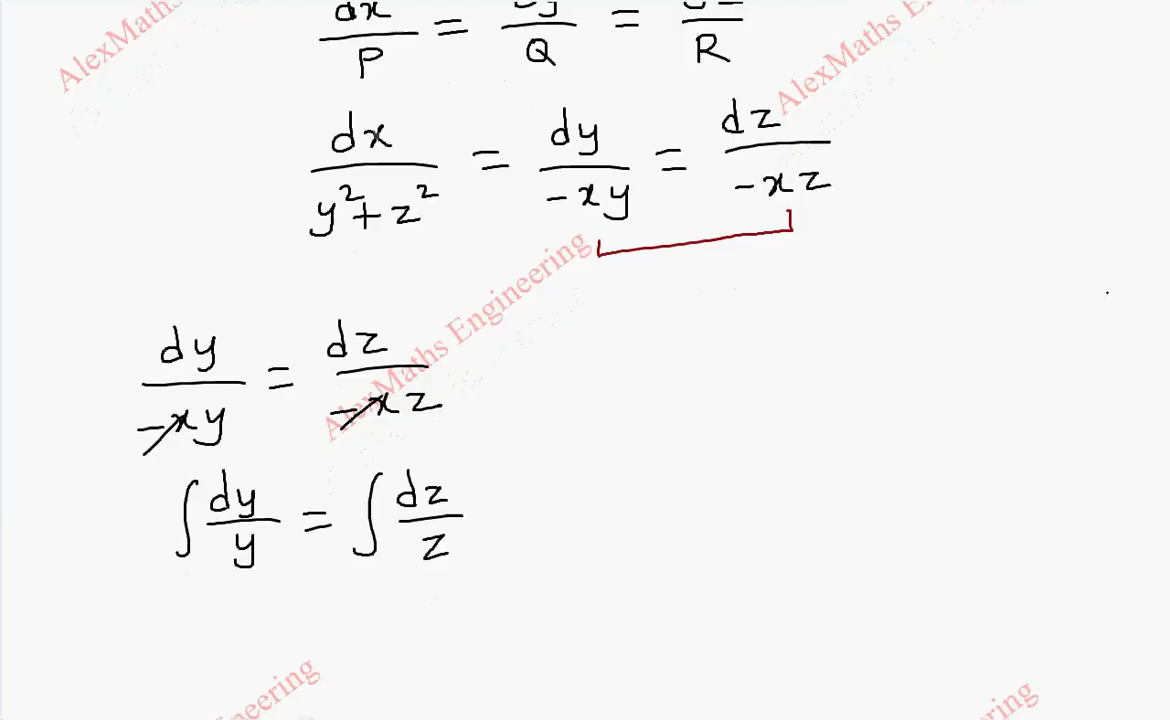 AlexMaths
dx/P = dy/Q = dz/R
AlexMaths Engineering
dx/(y²+z²) = dy/(-xy) = dz/(-xz)
AlexMaths Engineering
dy/(-xy) = dz/(-xz)
∫ dy/y = ∫ dz/z
Engineering